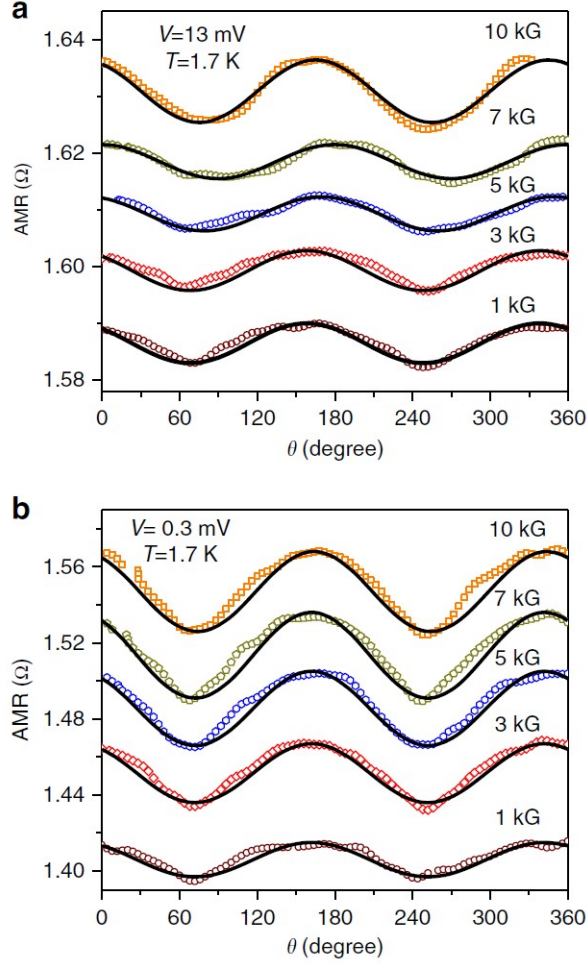 a
V=13 mV
T=1.7 K
10 kG
7 kG
5 kG
3 kG
1 kG
1.64
1.62
1.60
1.58
AMR (Ω)
0 60 120 180 240 300 360
θ (degree)
b
V= 0.3 mV
T=1.7 K
10 kG
7 kG
5 kG
3 kG
1 kG
1.56
1.52
1.48
1.44
1.40
AMR (Ω)
0 60 120 180 240 300 360
θ (degree)